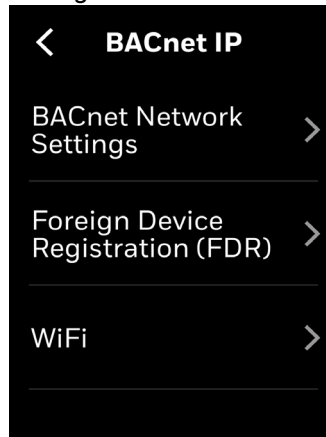 BACnet IP
BACnet Network
Settings
Foreign Device
Registration (FDR)
WiFi